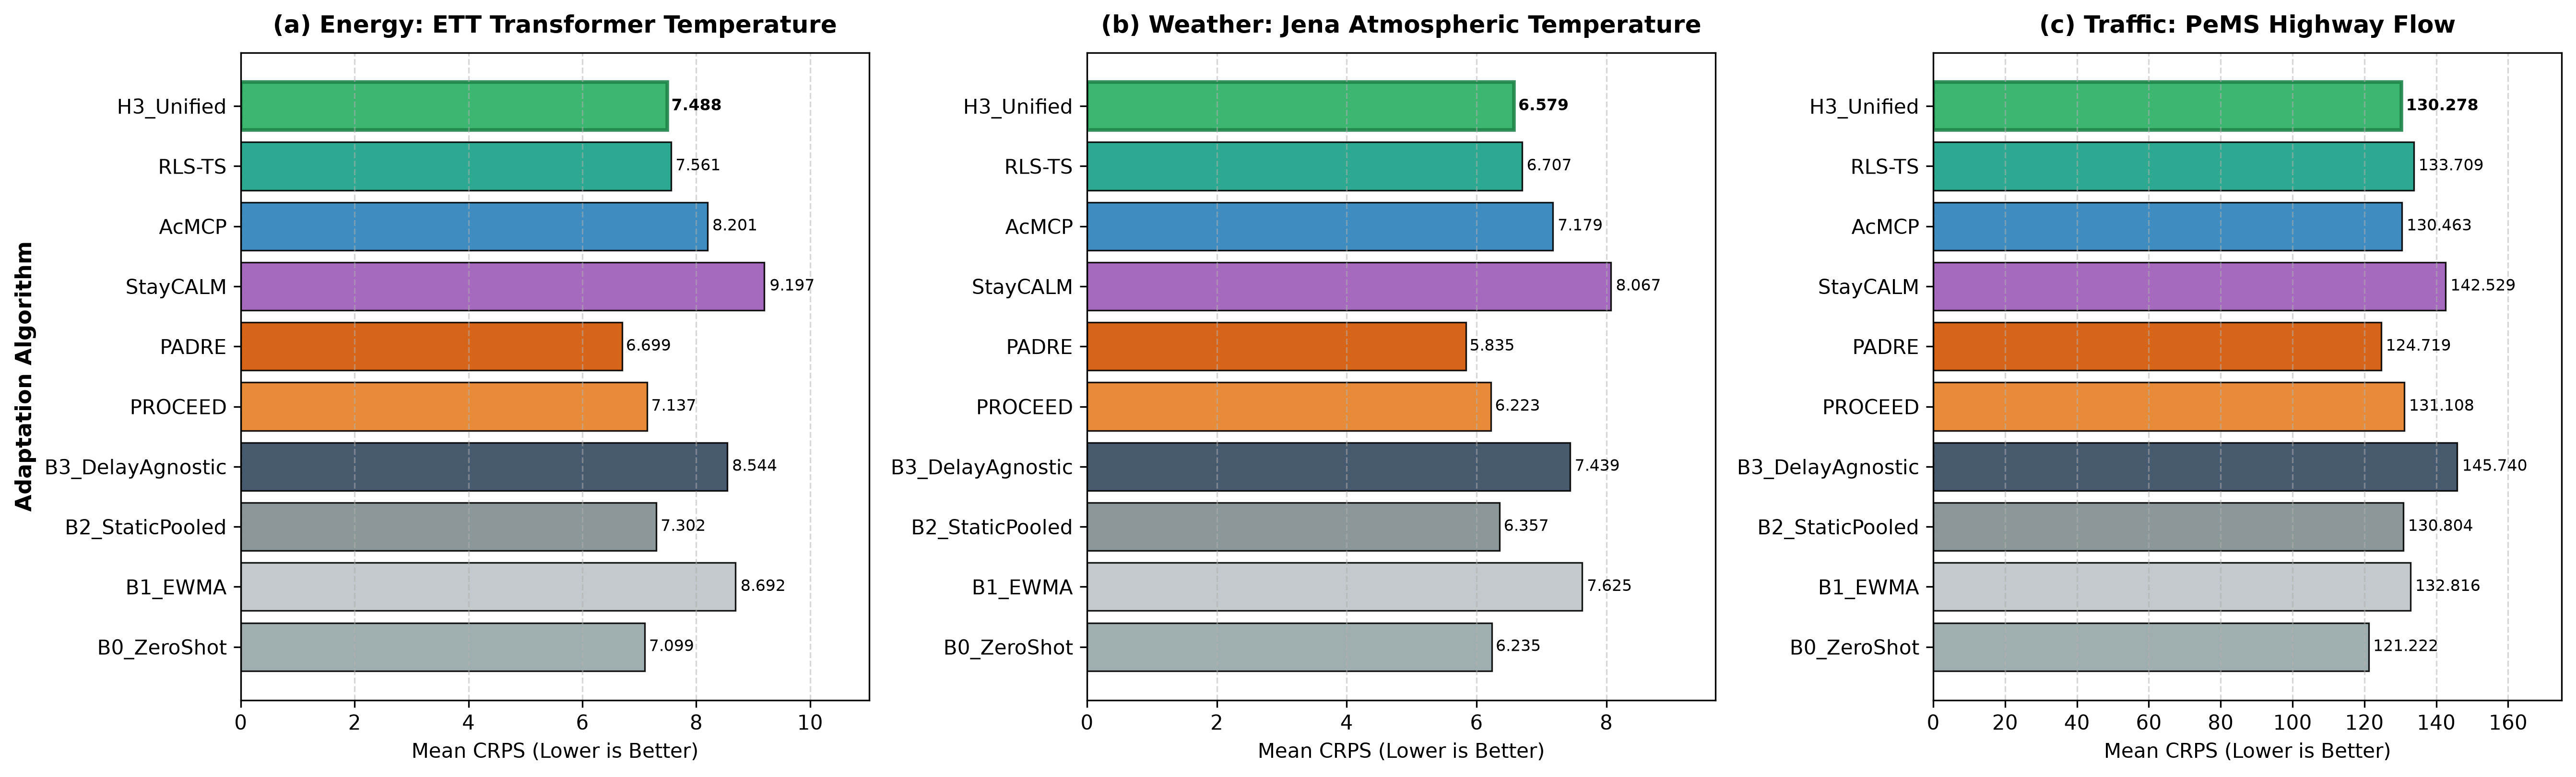 (a) Energy: ETT Transformer Temperature
Adaptation Algorithm
H3_Unified 7.488
RLS-TS 7.561
AcMCP 8.201
StayCALM 9.197
PADRE 6.699
PROCEED 7.137
B3_DelayAgnostic 8.544
B2_StaticPooled 7.302
B1_EWMA 8.692
B0_ZeroShot 7.099
0 2 4 6 8 10
Mean CRPS (Lower is Better)
(b) Weather: Jena Atmospheric Temperature
H3_Unified 6.579
RLS-TS 6.707
AcMCP 7.179
StayCALM 8.067
PADRE 5.835
PROCEED 6.223
B3_DelayAgnostic 7.439
B2_StaticPooled 6.357
B1_EWMA 7.625
B0_ZeroShot 6.235
0 2 4 6 8
Mean CRPS (Lower is Better)
(c) Traffic: PeMS Highway Flow
H3_Unified 130.278
RLS-TS 133.709
AcMCP 130.463
StayCALM 142.529
PADRE 124.719
PROCEED 131.108
B3_DelayAgnostic 145.740
B2_StaticPooled 130.804
B1_EWMA 132.816
B0_ZeroShot 121.222
0 20 40 60 80 100 120 140 160
Mean CRPS (Lower is Better)